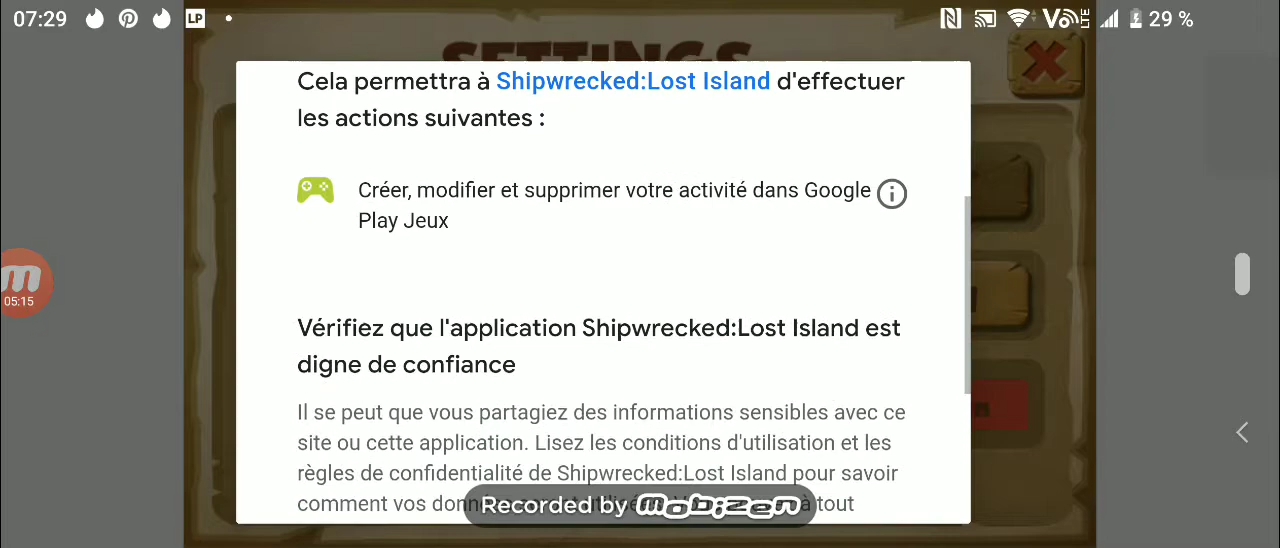 07:29 LP VO LTE 29 %
SETTINGS
Cela permettra à Shipwrecked:Lost Island d'effectuer
les actions suivantes :
Créer, modifier et supprimer votre activité dans Google
Play Jeux
05:15
Vérifiez que l'application Shipwrecked:Lost Island est
digne de confiance
Il se peut que vous partagiez des informations sensibles avec ce
site ou cette application. Lisez les conditions d'utilisation et les
règles de confidentialité de Shipwrecked:Lost Island pour savoir
comment vos tout
Recorded by mobizen